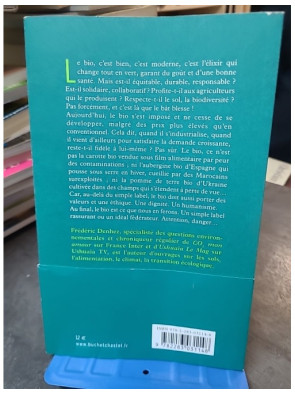 Le bio, c'est bien, c'est moderne, c'est l'élixir qui
change tout en vert, garant du goût et d'une bonne
santé. Mais est-il équitable, durable, responsable ?
Est-il solidaire, collaboratif ? Profite-t-il aux agriculteurs
qui le produisent ? Respecte-t-il le sol, la biodiversité ?
Pas forcément, et c'est là que le bât blesse !
Aujourd'hui, le bio s'est imposé et ne cesse de se
développer, malgré des prix plus élevés qu'en
conventionnel. Cela dit, quand il s'industrialise, quand
il vient d'ailleurs pour satisfaire la demande croissante,
reste-t-il fidèle à lui-même ? Pas sûr. Le bio, ce n'est
pas la carotte bio vendue sous film alimentaire par peur
des contaminations ; ni l'aubergine bio d'Espagne qui
pousse sous serre en hiver, cueillie par des Marocains
surexploités ; ni la pomme de terre bio d'Ukraine
cultivée dans des champs qui s'étendent à perte de vue...
Car, au-delà du simple label, le bio doit aussi porter des
valeurs et une éthique. Une dignité. Un humanisme.
Au final, le bio est ce que nous en ferons. Un simple label
rassurant ou un idéal fédérateur. Attention, danger...
Frédéric Denhez, spécialiste des questions environ-
nementales et chroniqueur régulier de CO₂ mon
amour sur France Inter et d'Ushuaïa Le Mag sur
Ushuaïa TV, est l'auteur d'ouvrages sur les sols,
l'alimentation, le climat, la transition écologique.
12 €
www.buchetchastel.fr